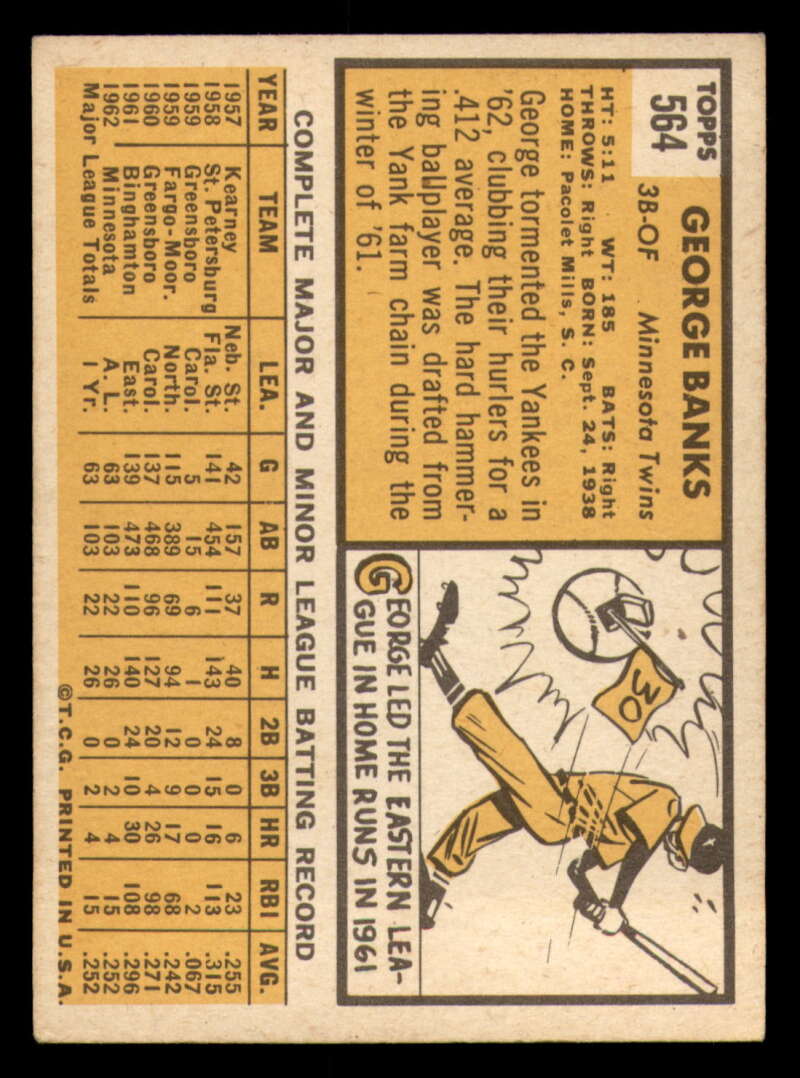 TOPPS
564
GEORGE BANKS
3B-OF Minnesota Twins
HT: 5:11 WT: 185 BATS: Right
THROWS: Right BORN: Sept. 24, 1938
HOME: Pacolet Mills, S. C.
George tormented the Yankees in
'62, clubbing their hurlers for a
.412 average. The hard hammer-
ing ballplayer was drafted from
the Yank farm chain during the
winter of '61.
30
GEORGE LED THE EASTERN LEA-
GUE IN HOME RUNS IN 1961
COMPLETE MAJOR AND MINOR LEAGUE BATTING RECORD
YEAR TEAM LEA. G AB R H 2B 3B HR RBI AVG.
1957 Kearney Neb. St. 42 157 37 40 8 0 6 23 .255
1958 St. Petersburg Fla. St. 141 454 111 143 24 15 16 113 .315
1959 Greensboro Carol. 5 15 6 1 0 0 0 2 .067
1959 Fargo-Moor. North. 115 389 69 94 12 9 17 68 .242
1960 Greensboro Carol. 137 468 96 127 20 4 26 98 .271
1961 Binghamton East. 139 473 110 140 24 10 30 108 .296
1962 Minnesota A. L. 63 103 22 26 0 2 4 15 .252
Major League Totals 1 Yr. 63 103 22 26 0 2 4 15 .252
©T.C.G. PRINTED IN U.S.A.